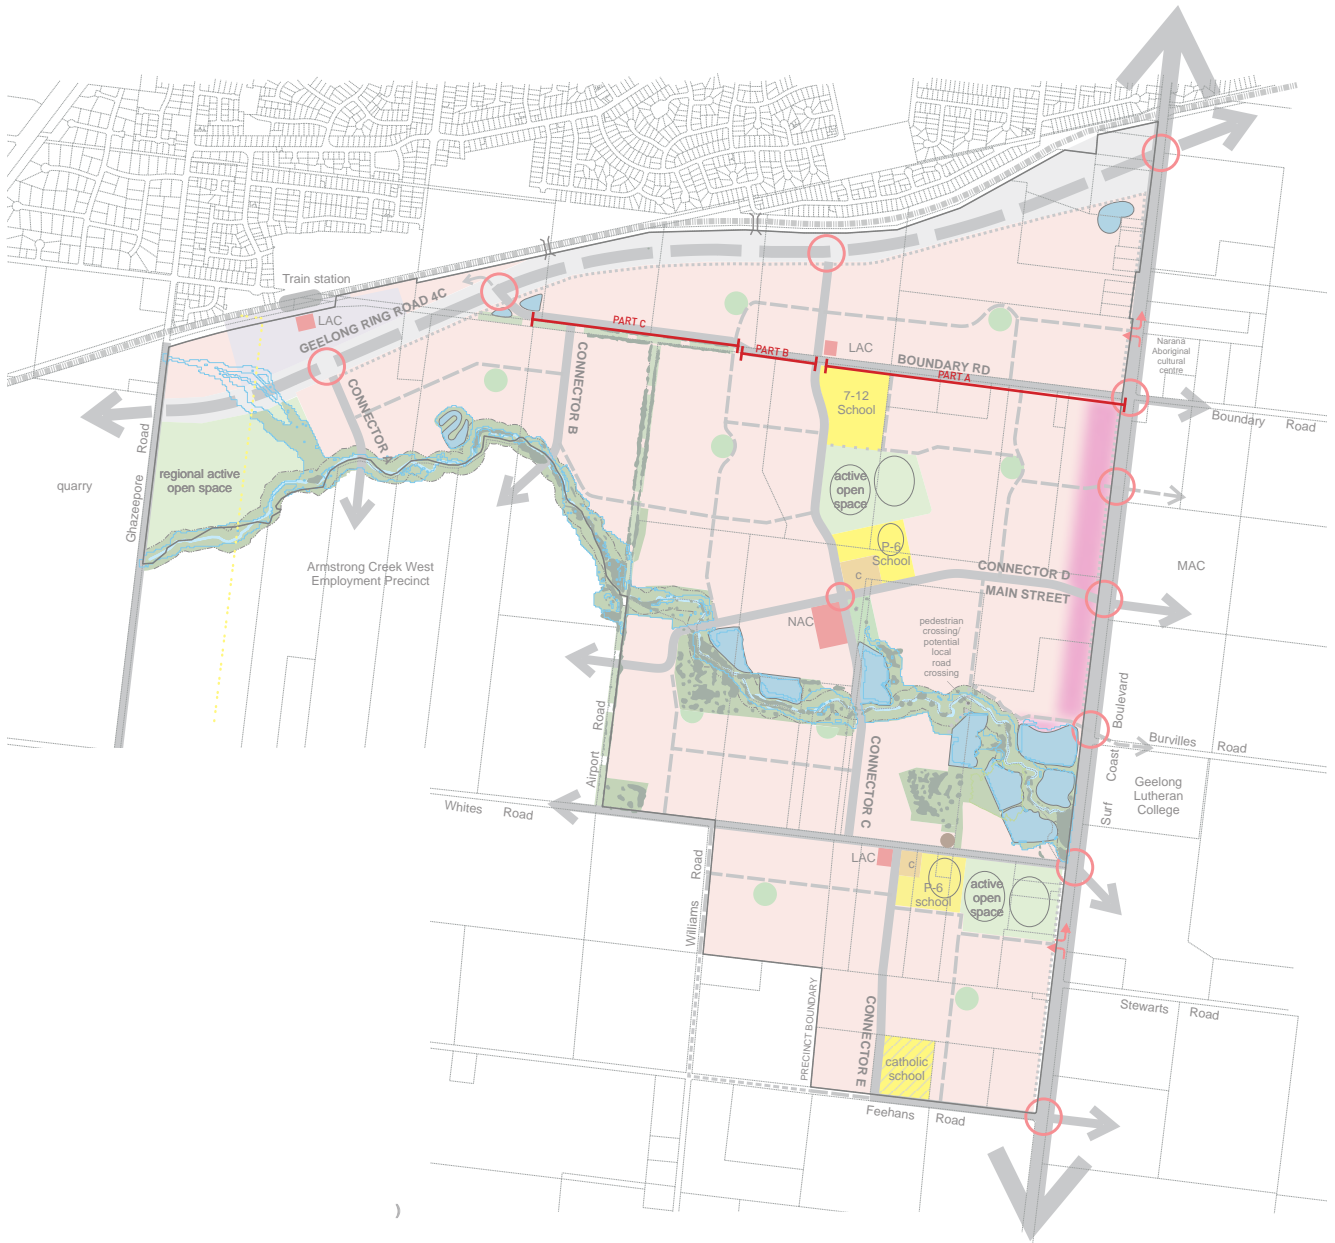 Train station
LAC
GEELONG RING ROAD 4C
PART C
PART B
LAC
BOUNDARY RD
PART A
Narana
Aboriginal
cultural
centre
Boundary Road
CONNECTOR A
CONNECTOR B
7-12
School
Ghazeepore Road
quarry
regional active
open space
active
open
space
P-6
School
c
CONNECTOR D
MAIN STREET
MAC
Armstrong Creek West
Employment Precinct
NAC
pedestrian
crossing/
potential
local
road
crossing
Airport Road
Surf Coast Boulevard
Burvilles Road
Geelong
Lutheran
College
CONNECTOR C
Whites Road
LAC
c
P-6
school
active
open
space
Williams Road
PRECINCT BOUNDARY
CONNECTOR E
Stewarts Road
catholic
school
Feehans Road
)